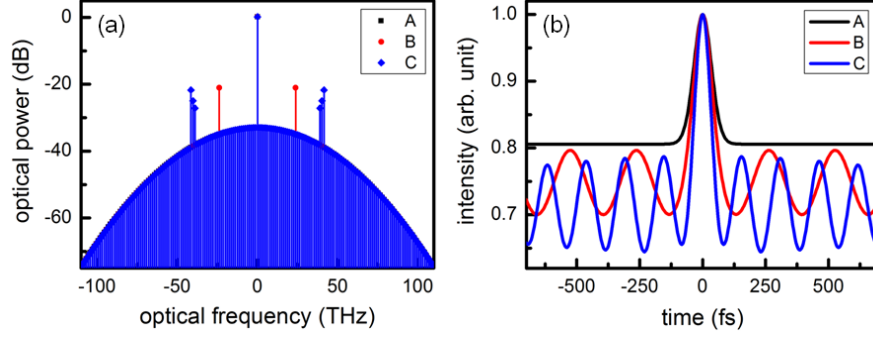 (a)
A
B
C
0
-20
-40
-60
optical power (dB)
-100
-50
0
50
100
optical frequency (THz)
(b)
A
B
C
1.0
0.9
0.8
0.7
intensity (arb. unit)
-500
-250
0
250
500
time (fs)